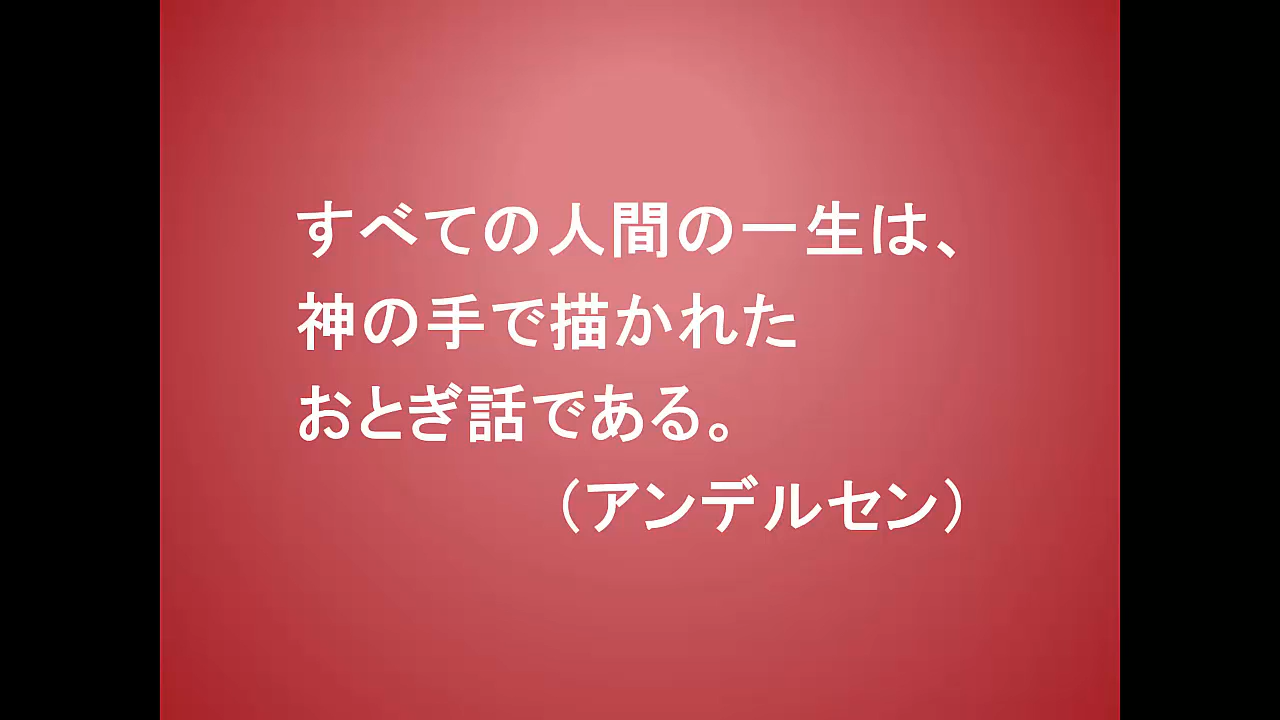 すべての人間の一生は、
神の手で描かれた
おとぎ話である。
（アンデルセン）